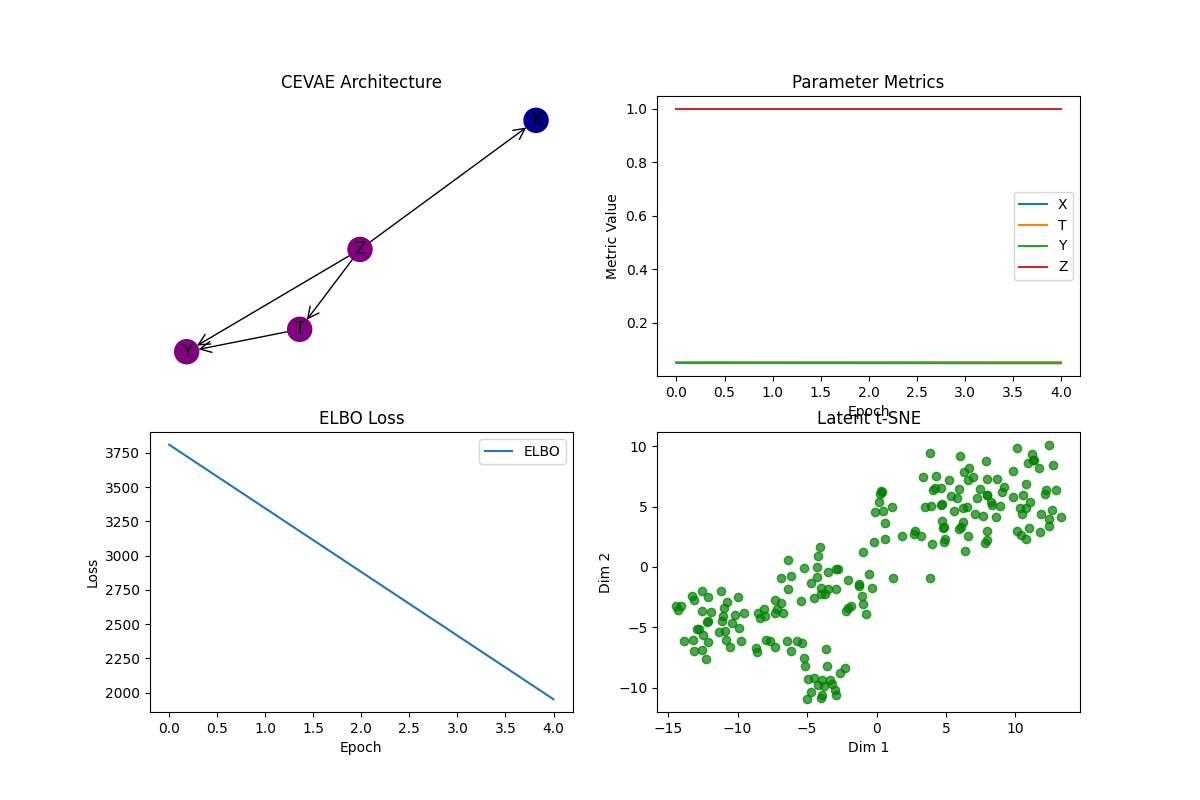 CEVAE Architecture
X
Z
T
Y
Parameter Metrics
Metric Value
1.0
0.8
0.6
0.4
0.2
X
T
Y
Z
0.0 0.5 1.0 1.5 2.0 2.5 3.0 3.5 4.0
Epoch
ELBO Loss
Loss
3750
3500
3250
3000
2750
2500
2250
2000
ELBO
0.0 0.5 1.0 1.5 2.0 2.5 3.0 3.5 4.0
Epoch
Latent t-SNE
Dim 2
10
5
0
−5
−10
−15 −10 −5 0 5 10
Dim 1